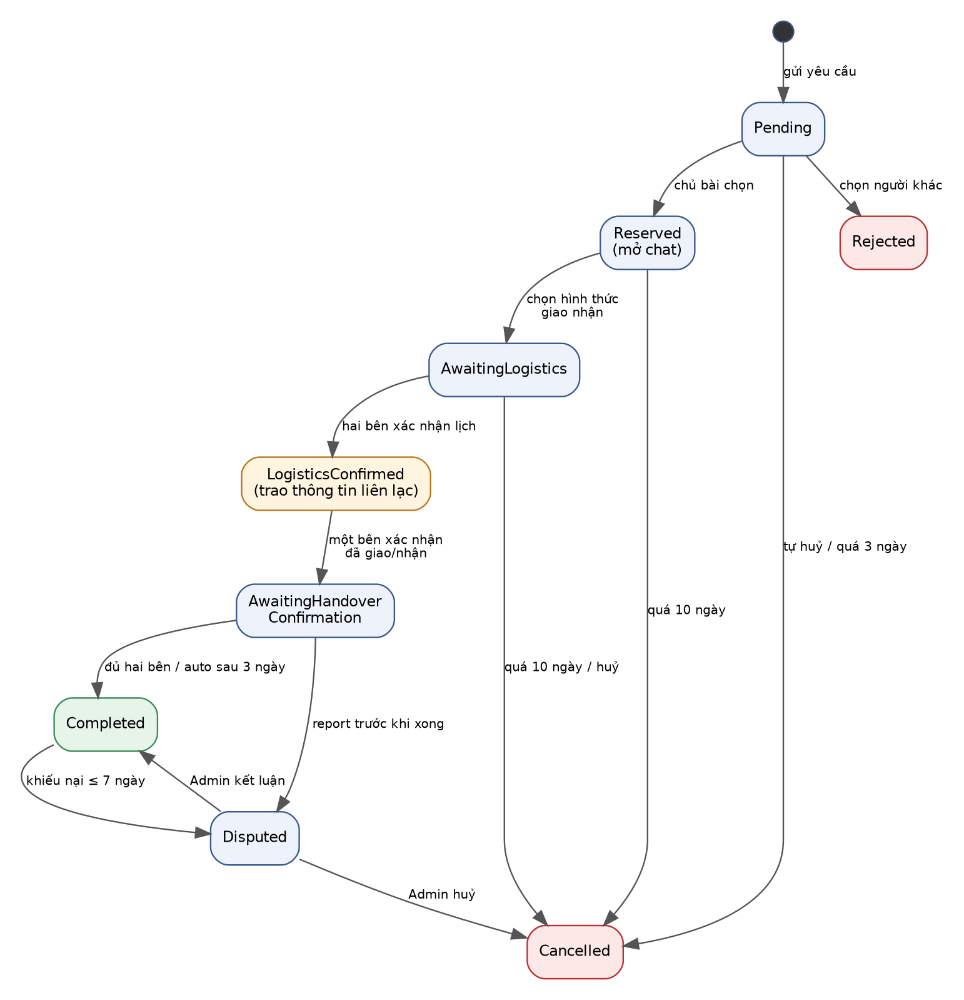 gửi yêu cầu
Pending
chủ bài chọn
chọn người khác
Reserved
(mở chat)
Rejected
chọn hình thức
giao nhận
AwaitingLogistics
hai bên xác nhận lịch
LogisticsConfirmed
(trao thông tin liên lạc)
một bên xác nhận
đã giao/nhận
tự huỷ / quá 3 ngày
AwaitingHandover
Confirmation
quá 10 ngày
đủ hai bên / auto sau 3 ngày
quá 10 ngày / huỷ
Completed
report trước khi xong
khiếu nại ≤ 7 ngày
Admin kết luận
Disputed
Admin huỷ
Cancelled